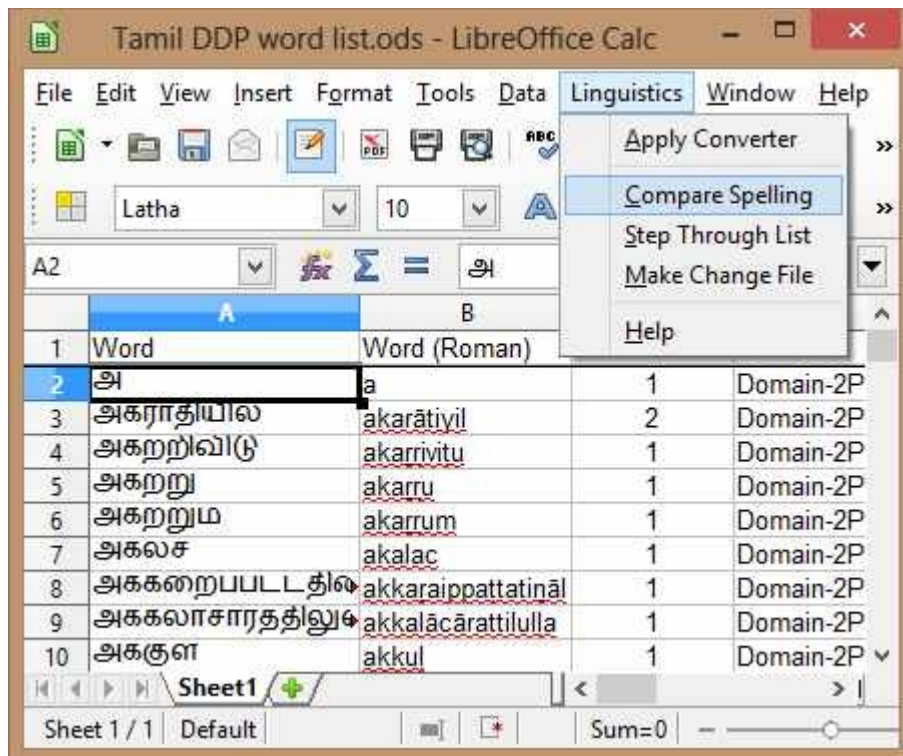 Tamil DDP word list.ods - LibreOffice Calc
File Edit View Insert Format Tools Data Linguistics Window Help
Apply Converter
Compare Spelling
Step Through List
Make Change File
Help
Latha 10
A2 அ
A B
1 Word Word (Roman)
2 அ a 1 Domain-2P
3 அகராதியில akarātiyil 2 Domain-2P
4 அகறறிவிடு akarrivitu 1 Domain-2P
5 அகறறு akarru 1 Domain-2P
6 அகறறும akarrum 1 Domain-2P
7 அகலச akalac 1 Domain-2P
8 akkaraippattatināl 1 Domain-2P
9 akkalācārattilulla 1 Domain-2P
10 அககுள akkul 1 Domain-2P
Sheet1
Sheet 1 / 1 Default Sum=0